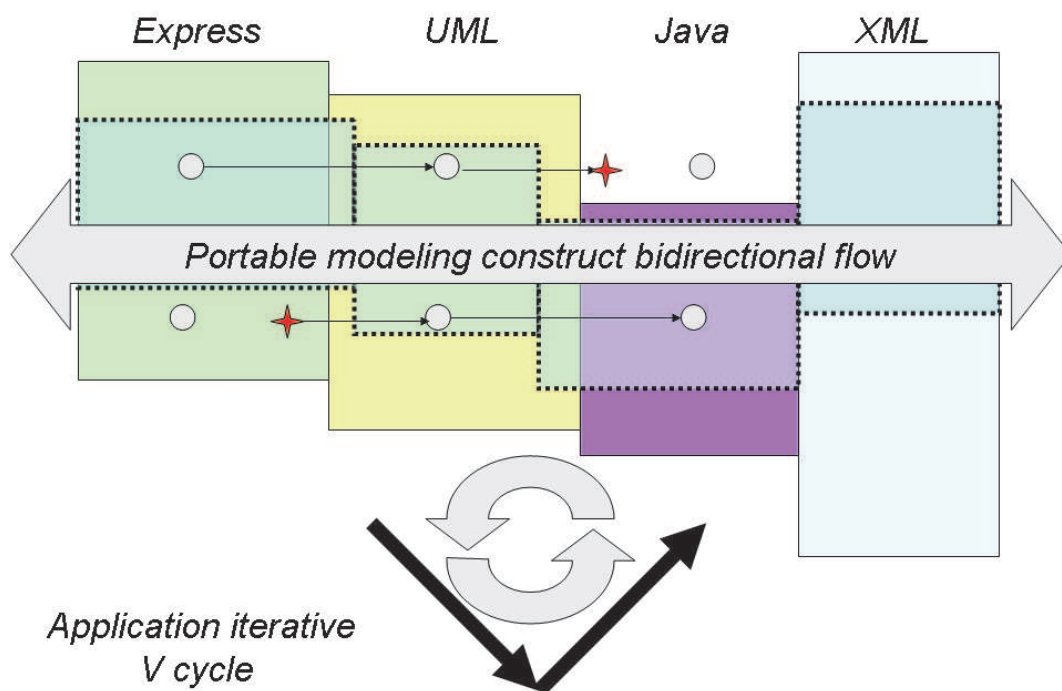 Express UML Java XML
Portable modeling construct bidirectional flow
Application iterative
V cycle